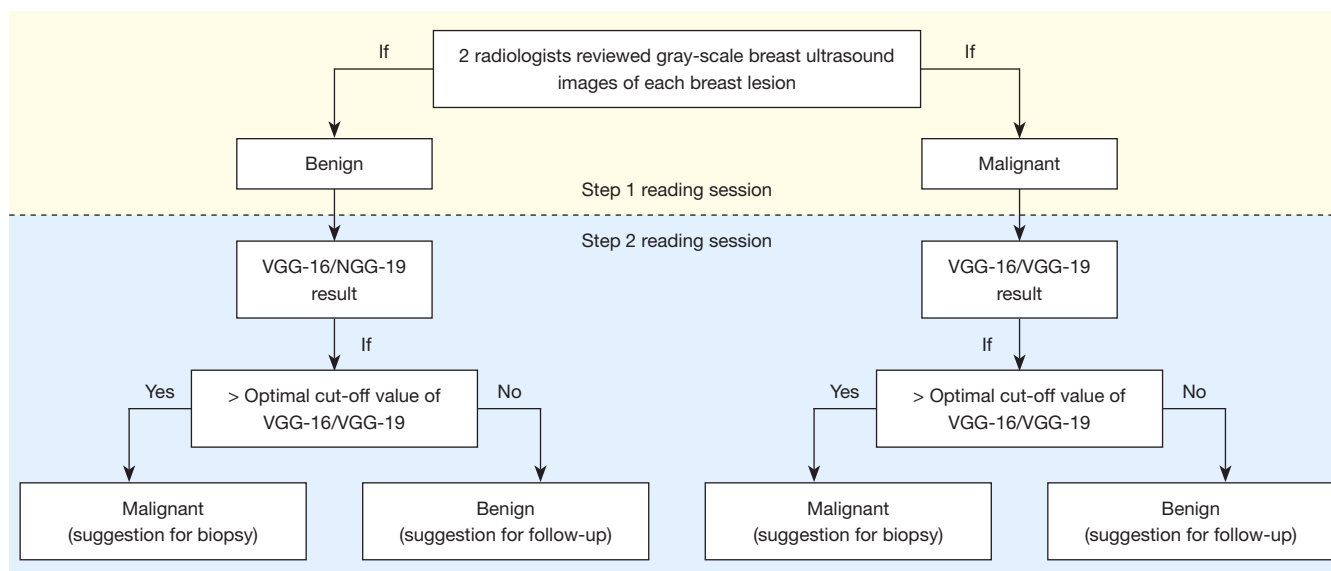 If
2 radiologists reviewed gray-scale breast ultrasound
images of each breast lesion
If
Benign
Malignant
Step 1 reading session
Step 2 reading session
VGG-16/NGG-19
result
VGG-16/VGG-19
result
If
If
Yes
> Optimal cut-off value of
VGG-16/VGG-19
No
Yes
> Optimal cut-off value of
VGG-16/VGG-19
No
Malignant
(suggestion for biopsy)
Benign
(suggestion for follow-up)
Malignant
(suggestion for biopsy)
Benign
(suggestion for follow-up)